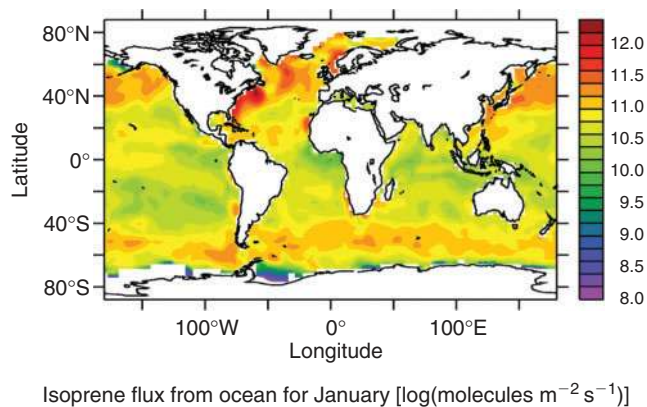 80°N
40°N
0°
40°S
80°S
Latitude
100°W 0° 100°E
Longitude
12.0
11.5
11.0
10.5
10.0
9.5
9.0
8.5
8.0
Isoprene flux from ocean for January [log(molecules m⁻² s⁻¹)]